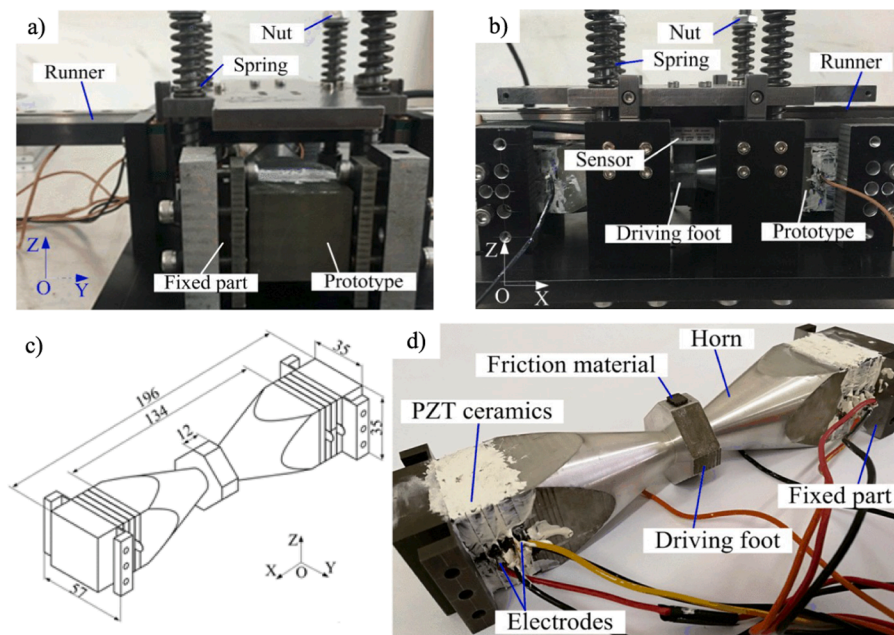 a)
Nut
Spring
Runner
Fixed part
Prototype
Z
O
Y
b)
Nut
Spring
Runner
Sensor
Driving foot
Prototype
Z
O
X
c)
196
134
12
35
35
57
Z
X
O
Y
d)
Horn
Friction material
PZT ceramics
Fixed part
Driving foot
Electrodes